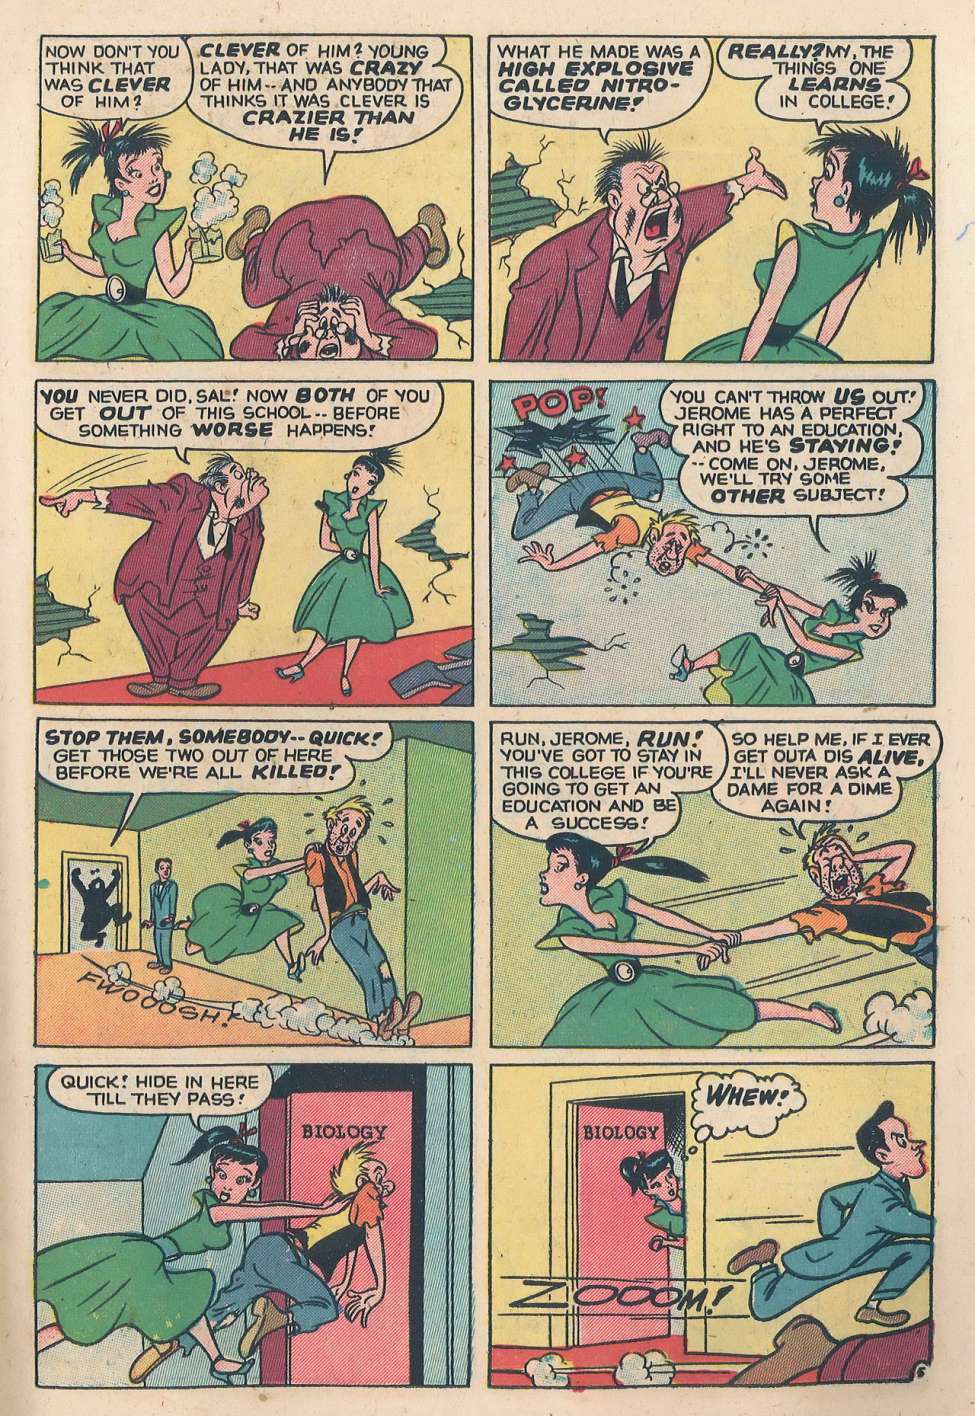 NOW DON'T YOU
THINK THAT
WAS CLEVER
OF HIM?
CLEVER OF HIM? YOUNG
LADY, THAT WAS CRAZY
OF HIM -- AND ANYBODY THAT
THINKS IT WAS CLEVER IS
CRAZIER THAN
HE IS!
WHAT HE MADE WAS A
HIGH EXPLOSIVE
CALLED NITRO-
GLYCERINE!
REALLY? MY, THE
THINGS ONE
LEARNS
IN COLLEGE!
YOU NEVER DID, SAL! NOW BOTH OF YOU
GET OUT OF THIS SCHOOL -- BEFORE
SOMETHING WORSE HAPPENS!
POP!
YOU CAN'T THROW US OUT!
JEROME HAS A PERFECT
RIGHT TO AN EDUCATION,
AND HE'S STAYING!
-- COME ON, JEROME,
WE'LL TRY SOME
OTHER SUBJECT!
STOP THEM, SOMEBODY -- QUICK!
GET THOSE TWO OUT OF HERE
BEFORE WE'RE ALL KILLED!
FWOOOSH!
RUN, JEROME, RUN!
YOU'VE GOT TO STAY IN
THIS COLLEGE IF YOU'RE
GOING TO GET AN
EDUCATION AND BE
A SUCCESS!
SO HELP ME, IF I EVER
GET OUTA DIS ALIVE,
I'LL NEVER ASK A
DAME FOR A DIME
AGAIN!
QUICK! HIDE IN HERE
'TILL THEY PASS!
BIOLOGY
WHEW!
BIOLOGY
ZOOOM!
5